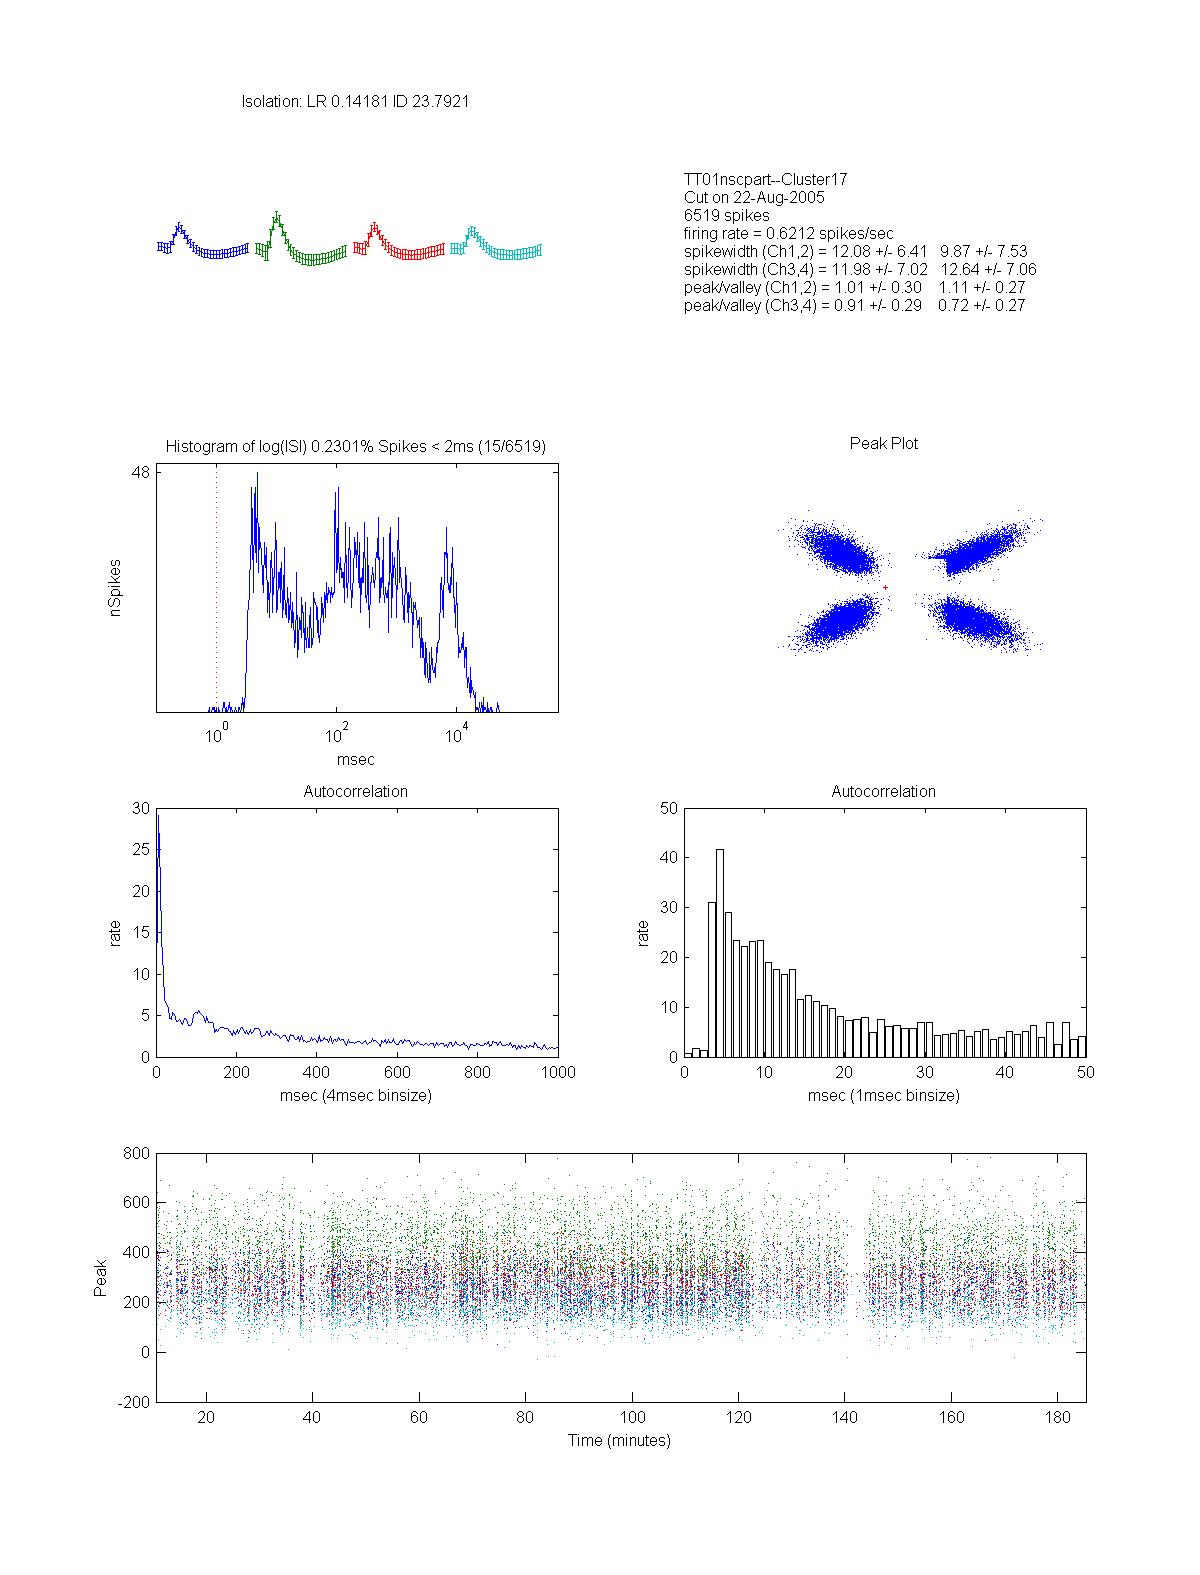 Isolation: LR 0.14181 ID 23.7921
TT01nscpart--Cluster17
Cut on 22-Aug-2005
6519 spikes
firing rate = 0.6212 spikes/sec
spikewidth (Ch1,2) = 12.08 +/- 6.41 9.87 +/- 7.53
spikewidth (Ch3,4) = 11.98 +/- 7.02 12.64 +/- 7.06
peak/valley (Ch1,2) = 1.01 +/- 0.30 1.11 +/- 0.27
peak/valley (Ch3,4) = 0.91 +/- 0.29 0.72 +/- 0.27
Histogram of log(ISI) 0.2301% Spikes < 2ms (15/6519)
48
nSpikes
10^0 10^2 10^4
msec
Peak Plot
Autocorrelation
30
25
20
15
10
5
0
rate
0 200 400 600 800 1000
msec (4msec binsize)
Autocorrelation
50
40
30
20
10
0
rate
0 10 20 30 40 50
msec (1msec binsize)
800
600
400
200
0
-200
Peak
20 40 60 80 100 120 140 160 180
Time (minutes)